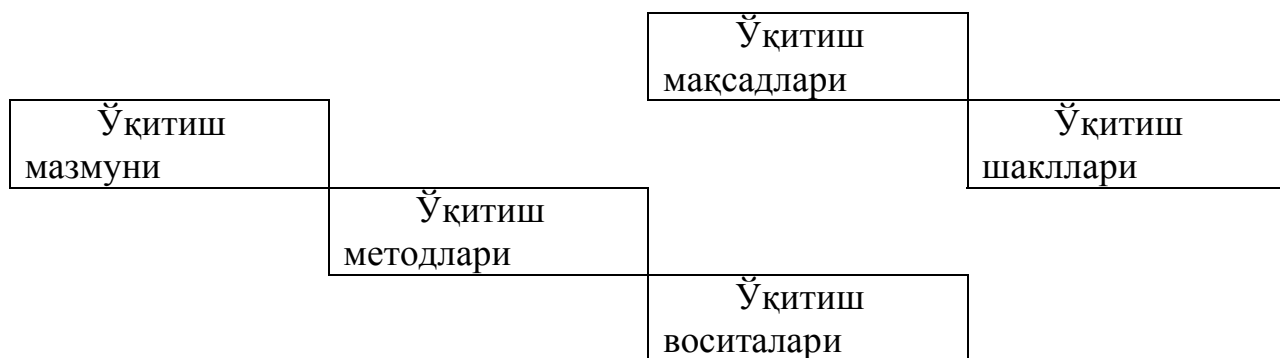 Ўқитиш
мақсадлари
Ўқитиш
мазмуни
Ўқитиш
шакллари
Ўқитиш
методлари
Ўқитиш
воситалари